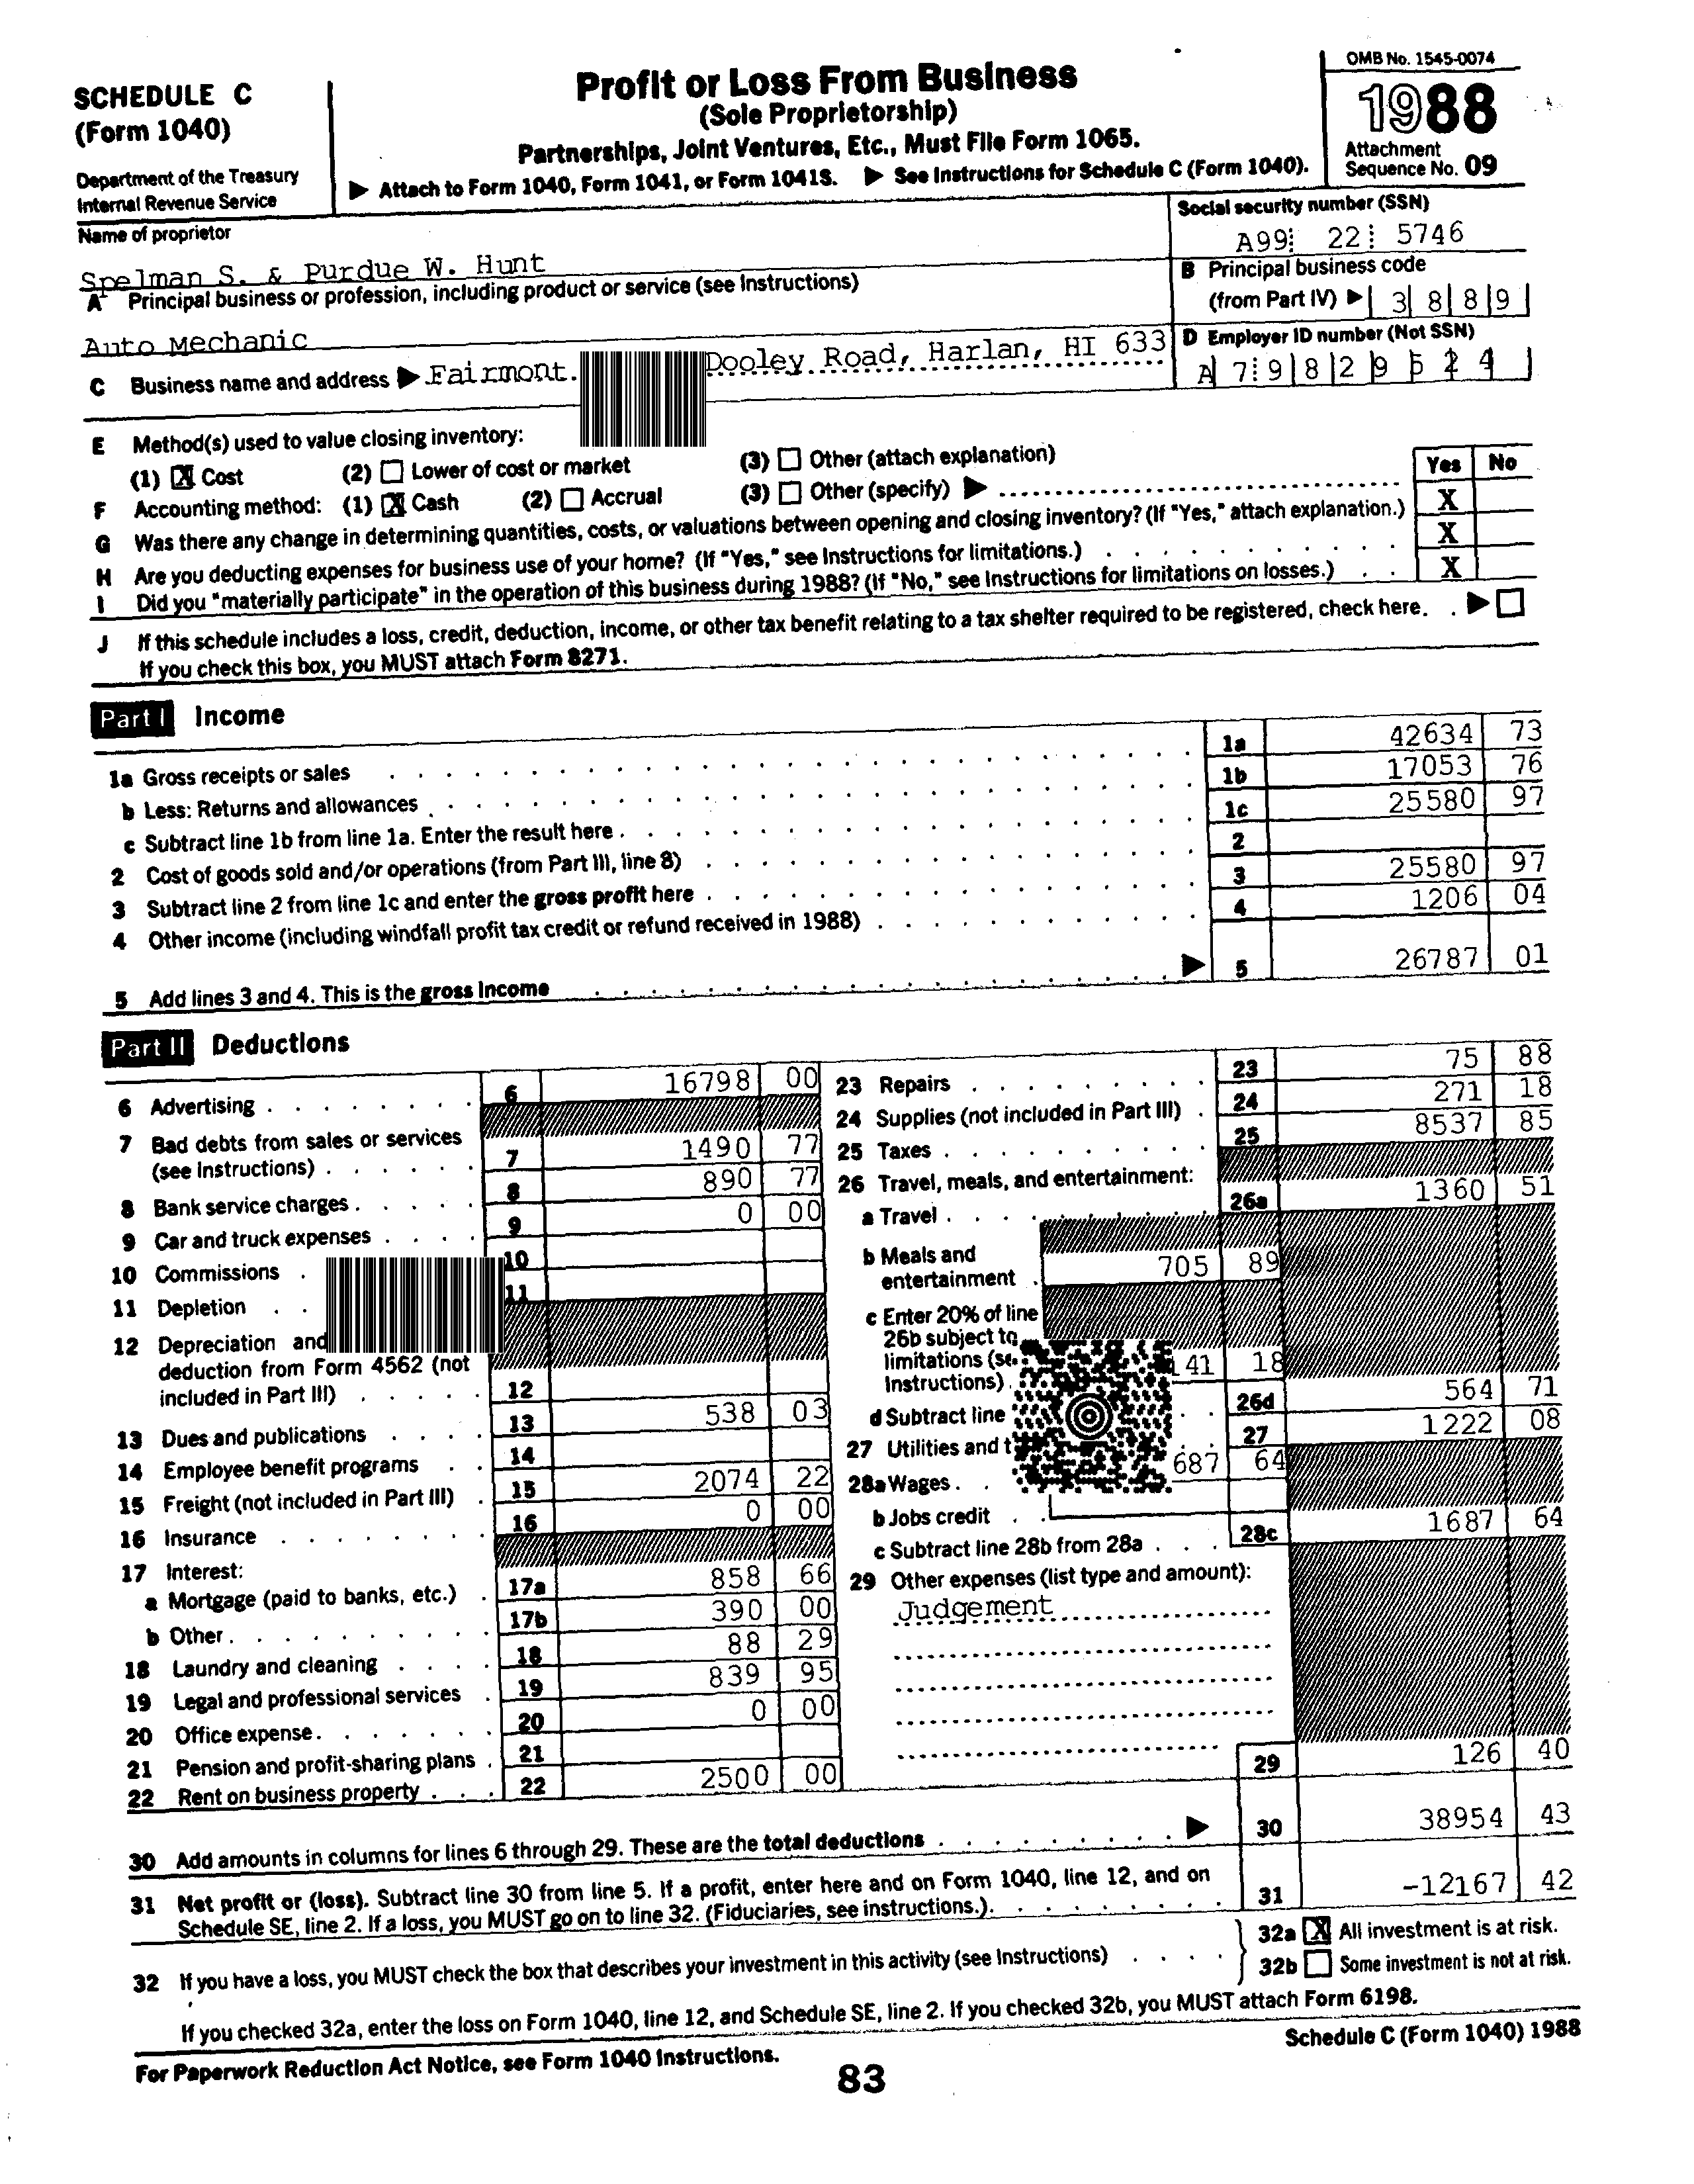 SCHEDULE C
(Form 1040)
Department of the Treasury
Internal Revenue Service
Profit or Loss From Business
(Sole Proprietorship)
Partnerships, Joint Ventures, Etc., Must File Form 1065.
▶ Attach to Form 1040, Form 1041, or Form 1041S. ▶ See Instructions for Schedule C (Form 1040).
OMB No. 1545-0074
1988
Attachment
Sequence No. 09
Name of proprietor
Spelman S. & Purdue W. Hunt
Social security number (SSN)
A99 22 5746
A Principal business or profession, including product or service (see Instructions)
Auto Mechanic
B Principal business code
(from Part IV) ▶ 3 8 8 9
C Business name and address ▶ Fairmont. Dooley Road, Harlan, HI 633
D Employer ID number (Not SSN)
A 7 9 8 2 9 5 2 4
E Method(s) used to value closing inventory:
(1) [X] Cost (2) [ ] Lower of cost or market (3) [ ] Other (attach explanation)
Yes No
F Accounting method: (1) [X] Cash (2) [ ] Accrual (3) [ ] Other (specify) ▶
G Was there any change in determining quantities, costs, or valuations between opening and closing inventory? (If "Yes," attach explanation.) X
H Are you deducting expenses for business use of your home? (If "Yes," see Instructions for limitations.) X
I Did you "materially participate" in the operation of this business during 1988? (If "No," see Instructions for limitations on losses.) X
J If this schedule includes a loss, credit, deduction, income, or other tax benefit relating to a tax shelter required to be registered, check here. ▶ [ ]
If you check this box, you MUST attach Form 8271.
Part I Income
1a Gross receipts or sales 1a 42634 73
b Less: Returns and allowances 1b 17053 76
c Subtract line 1b from line 1a. Enter the result here 1c 25580 97
2 Cost of goods sold and/or operations (from Part III, line 8) 2
3 Subtract line 2 from line 1c and enter the gross profit here 3 25580 97
4 Other income (including windfall profit tax credit or refund received in 1988) 4 1206 04
5 Add lines 3 and 4. This is the gross income ▶ 5 26787 01
Part II Deductions
6 Advertising 6 16798 00
7 Bad debts from sales or services
(see Instructions) 7 1490 77
8 Bank service charges 8 890 77
9 Car and truck expenses 9 0 00
10 Commissions 10
11 Depletion 11
12 Depreciation and
deduction from Form 4562 (not
included in Part III) 12
13 Dues and publications 13 538 03
14 Employee benefit programs 14
15 Freight (not included in Part III) 15 2074 22
16 Insurance 16 0 00
17 Interest:
a Mortgage (paid to banks, etc.) 17a 858 66
b Other 17b 390 00
18 Laundry and cleaning 18 88 29
19 Legal and professional services 19 839 95
20 Office expense 20 0 00
21 Pension and profit-sharing plans 21
22 Rent on business property 22 2500 00
23 Repairs 23 75 88
24 Supplies (not included in Part III) 24 271 18
25 Taxes 25 8537 85
26 Travel, meals, and entertainment:
a Travel 26a 1360 51
b Meals and
entertainment 705 89
c Enter 20% of line
26b subject to
limitations (se
Instructions) 141 18
d Subtract line 26d 564 71
27 Utilities and t 27 1222 08
28a Wages 687 64
b Jobs credit
c Subtract line 28b from 28a 28c 1687 64
29 Other expenses (list type and amount):
Judgement
29 126 40
30 Add amounts in columns for lines 6 through 29. These are the total deductions ▶ 30 38954 43
31 Net profit or (loss). Subtract line 30 from line 5. If a profit, enter here and on Form 1040, line 12, and on
Schedule SE, line 2. If a loss, you MUST go on to line 32. (Fiduciaries, see instructions.) 31 -12167 42
32 If you have a loss, you MUST check the box that describes your investment in this activity (see Instructions)
32a [X] All investment is at risk.
32b [ ] Some investment is not at risk.
If you checked 32a, enter the loss on Form 1040, line 12, and Schedule SE, line 2. If you checked 32b, you MUST attach Form 6198.
For Paperwork Reduction Act Notice, see Form 1040 Instructions.
Schedule C (Form 1040) 1988
83